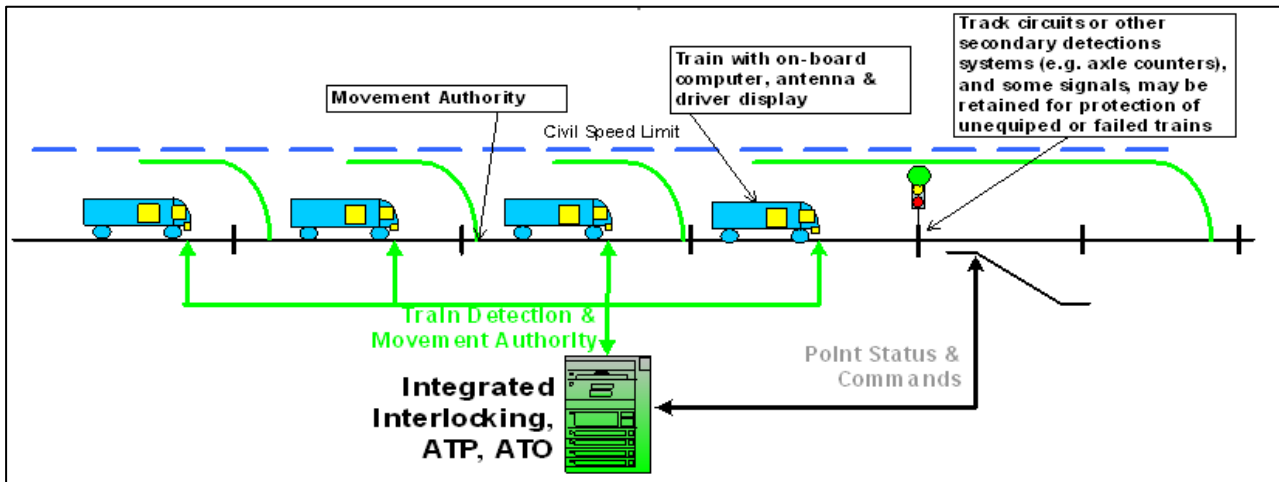 Movement Authority
Train with on-board
computer, antenna &
driver display
Track circuits or other
secondary detections
systems (e.g. axle counters),
and some signals, may be
retained for protection of
unequiped or failed trains
Civil Speed Limit
Train Detection &
Movement Authority
Integrated
Interlocking,
ATP, ATO
Point Status &
Commands